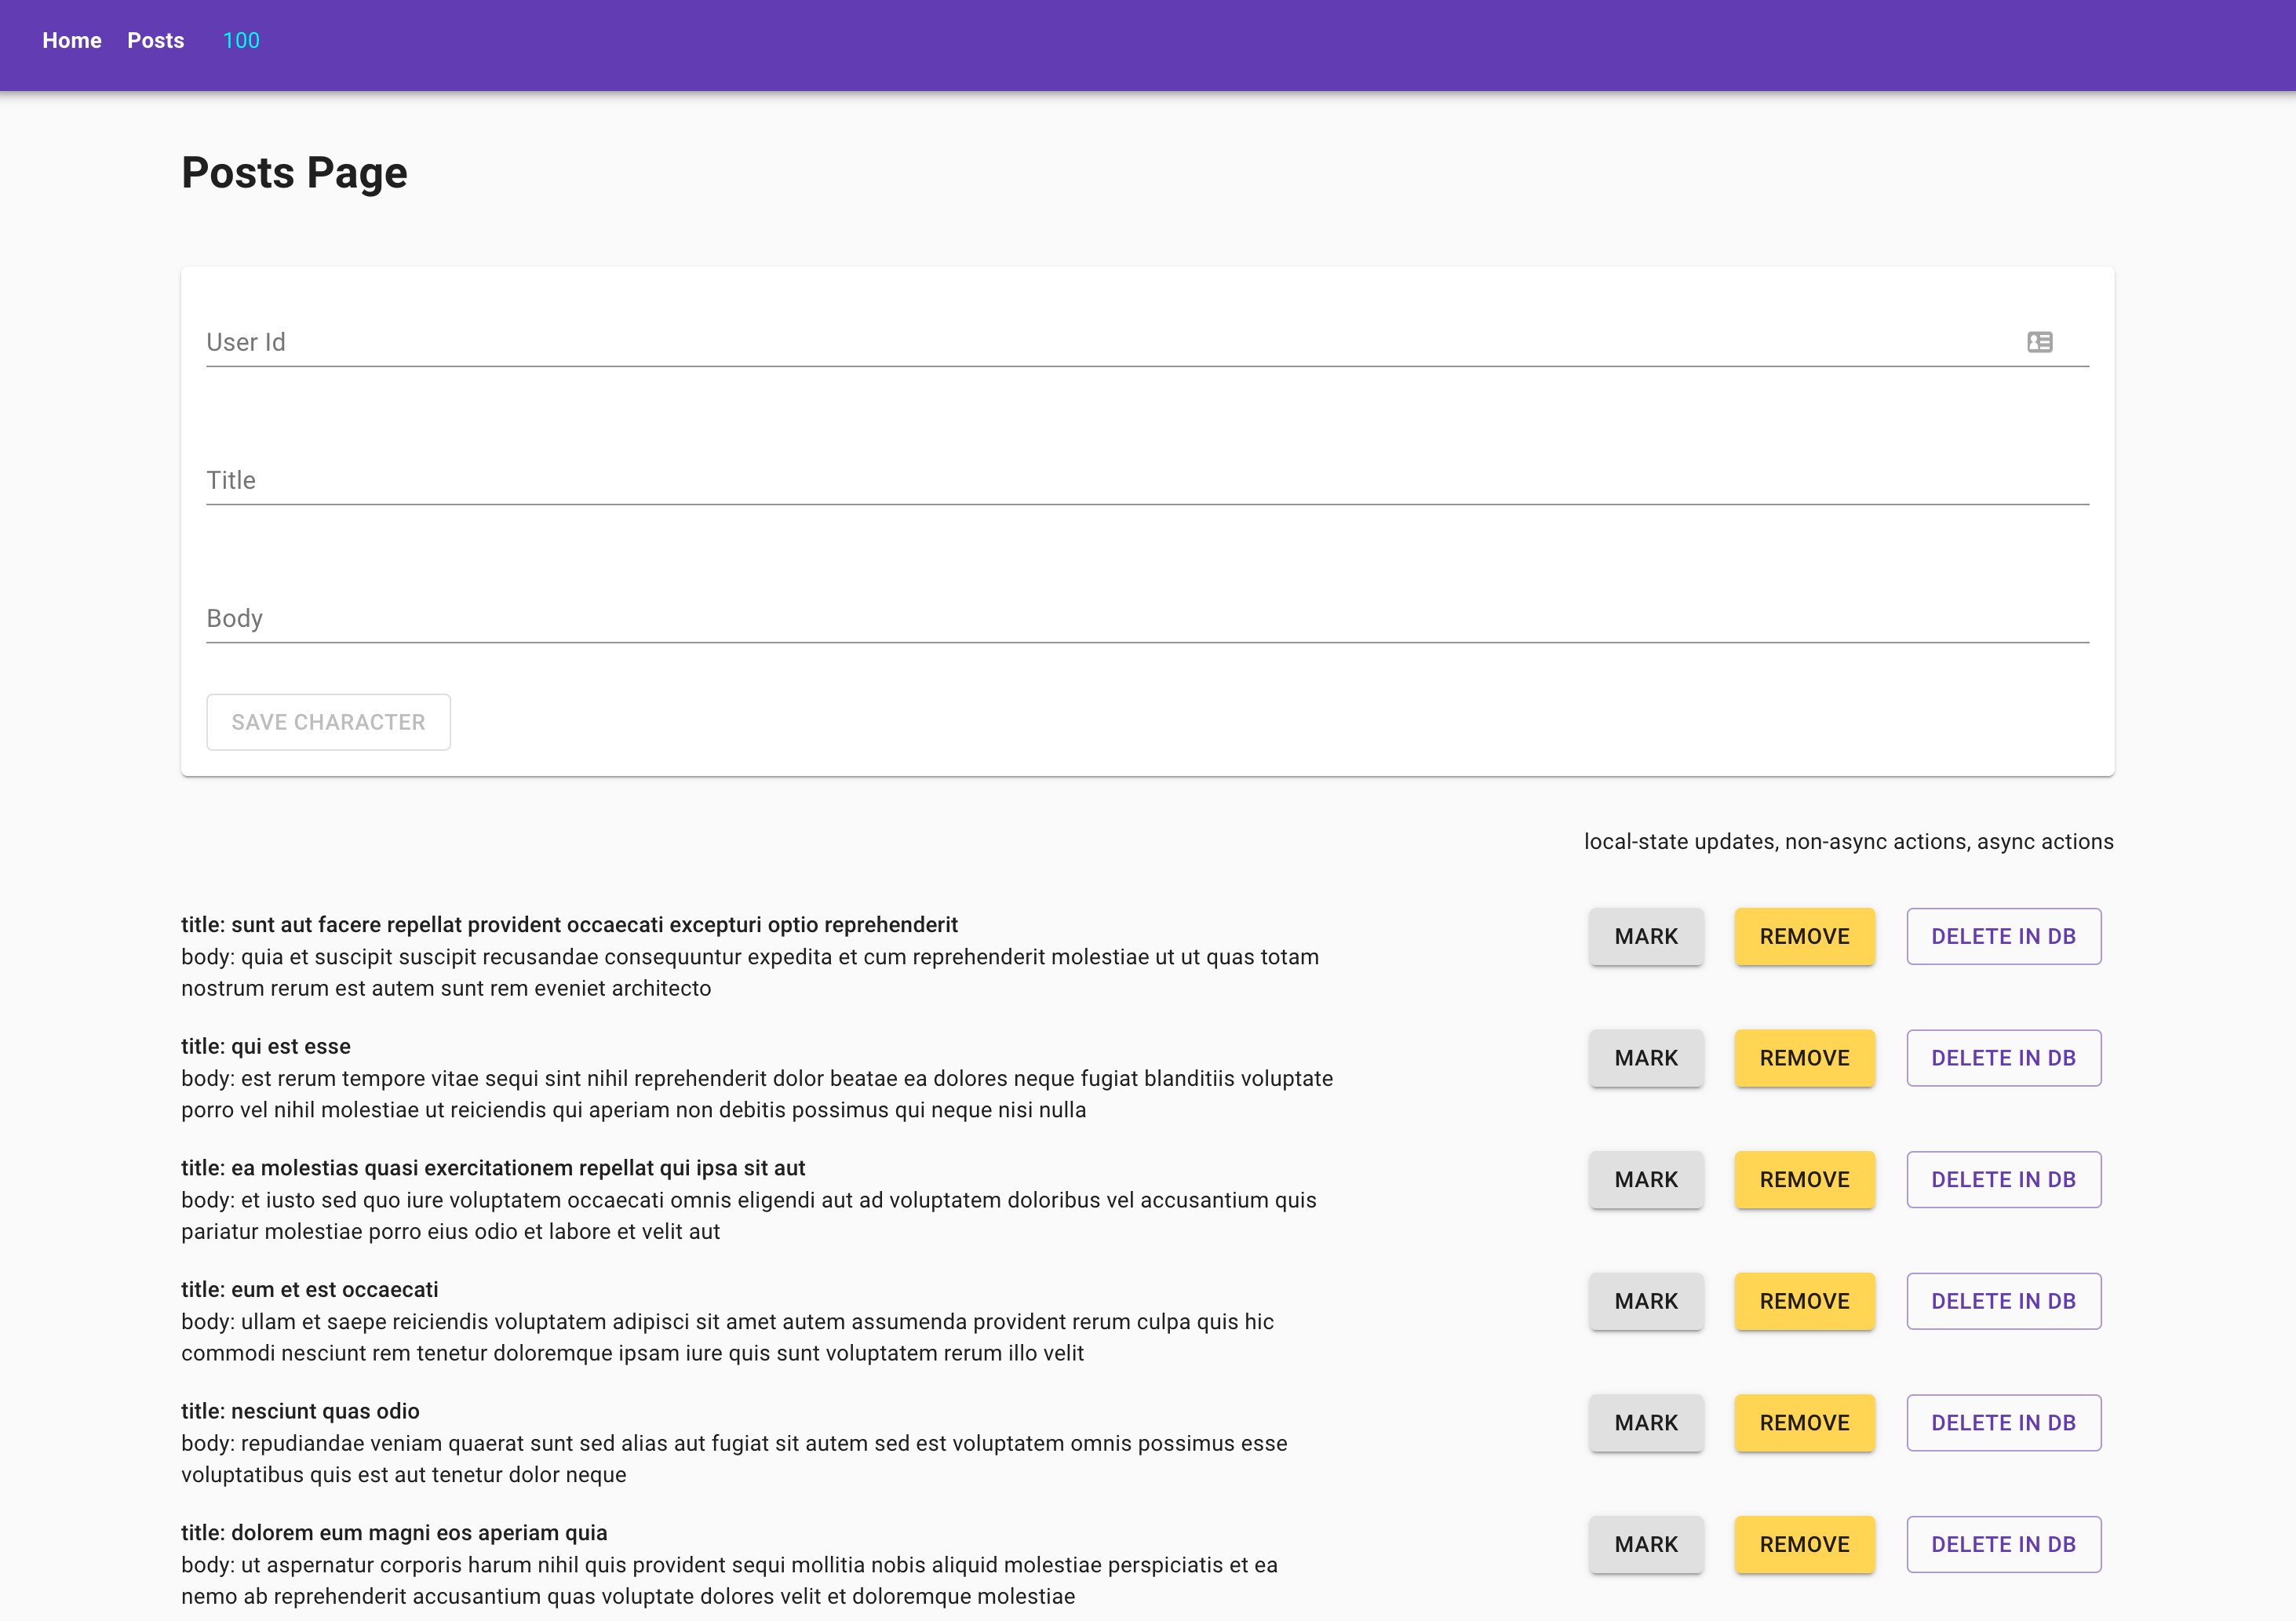 Home Posts 100
Posts Page
User Id
Title
Body
SAVE CHARACTER
local-state updates, non-async actions, async actions
title: sunt aut facere repellat provident occaecati excepturi optio reprehenderit
body: quia et suscipit suscipit recusandae consequuntur expedita et cum reprehenderit molestiae ut ut quas totam
nostrum rerum est autem sunt rem eveniet architecto
MARK REMOVE DELETE IN DB
title: qui est esse
body: est rerum tempore vitae sequi sint nihil reprehenderit dolor beatae ea dolores neque fugiat blanditiis voluptate
porro vel nihil molestiae ut reiciendis qui aperiam non debitis possimus qui neque nisi nulla
MARK REMOVE DELETE IN DB
title: ea molestias quasi exercitationem repellat qui ipsa sit aut
body: et iusto sed quo iure voluptatem occaecati omnis eligendi aut ad voluptatem doloribus vel accusantium quis
pariatur molestiae porro eius odio et labore et velit aut
MARK REMOVE DELETE IN DB
title: eum et est occaecati
body: ullam et saepe reiciendis voluptatem adipisci sit amet autem assumenda provident rerum culpa quis hic
commodi nesciunt rem tenetur doloremque ipsam iure quis sunt voluptatem rerum illo velit
MARK REMOVE DELETE IN DB
title: nesciunt quas odio
body: repudiandae veniam quaerat sunt sed alias aut fugiat sit autem sed est voluptatem omnis possimus esse
voluptatibus quis est aut tenetur dolor neque
MARK REMOVE DELETE IN DB
title: dolorem eum magni eos aperiam quia
body: ut aspernatur corporis harum nihil quis provident sequi mollitia nobis aliquid molestiae perspiciatis et ea
nemo ab reprehenderit accusantium quas voluptate dolores velit et doloremque molestiae
MARK REMOVE DELETE IN DB